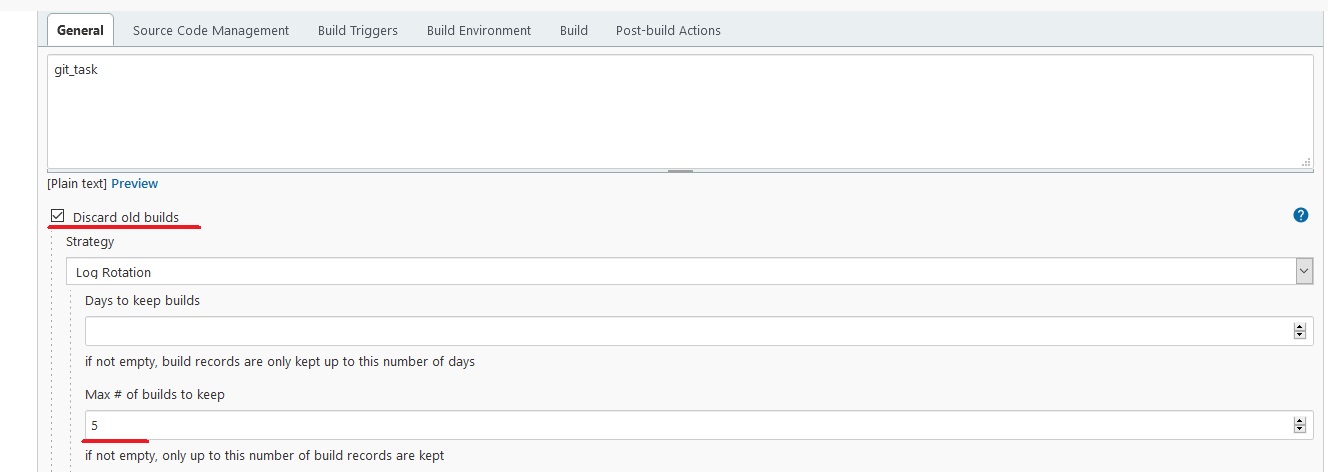 General Source Code Management Build Triggers Build Environment Build Post-build Actions
git_task
[Plain text] Preview
Discard old builds ?
Strategy
Log Rotation
Days to keep builds
if not empty, build records are only kept up to this number of days
Max # of builds to keep
5
if not empty, only up to this number of build records are kept